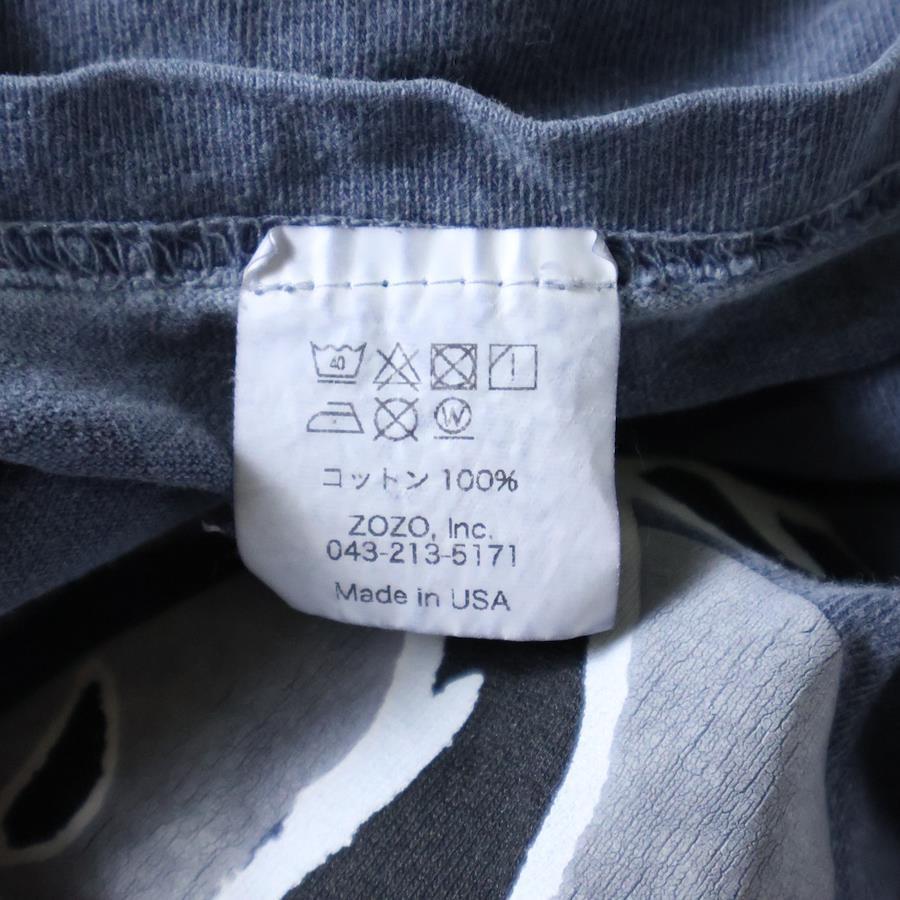 40
W
コットン 100%
ZOZO, Inc.
043-213-5171
Made in USA